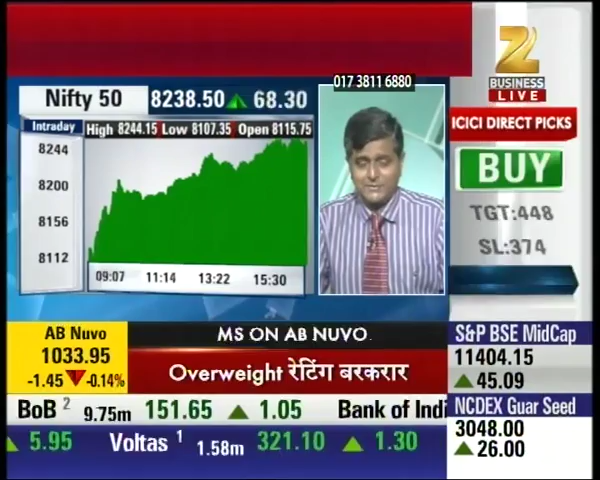 017 3811 6880
Z
BUSINESS
LIVE
Nifty 50 8238.50 68.30
Intraday High 8244.15 Low 8107.35 Open 8115.75
8244
8200
8156
8112
09:07 11:14 13:22 15:30
ICICI DIRECT PICKS
BUY
TGT:448
SL:374
AB Nuvo
1033.95
-1.45 -0.14%
MS ON AB NUVO
Overweight रेटिंग बरकरार
S&P BSE MidCap
11404.15
45.09
BoB 2 9.75m 151.65 1.05 Bank of Indi
NCDEX Guar Seed
3048.00
26.00
5.95 Voltas 1 1.58m 321.10 1.30